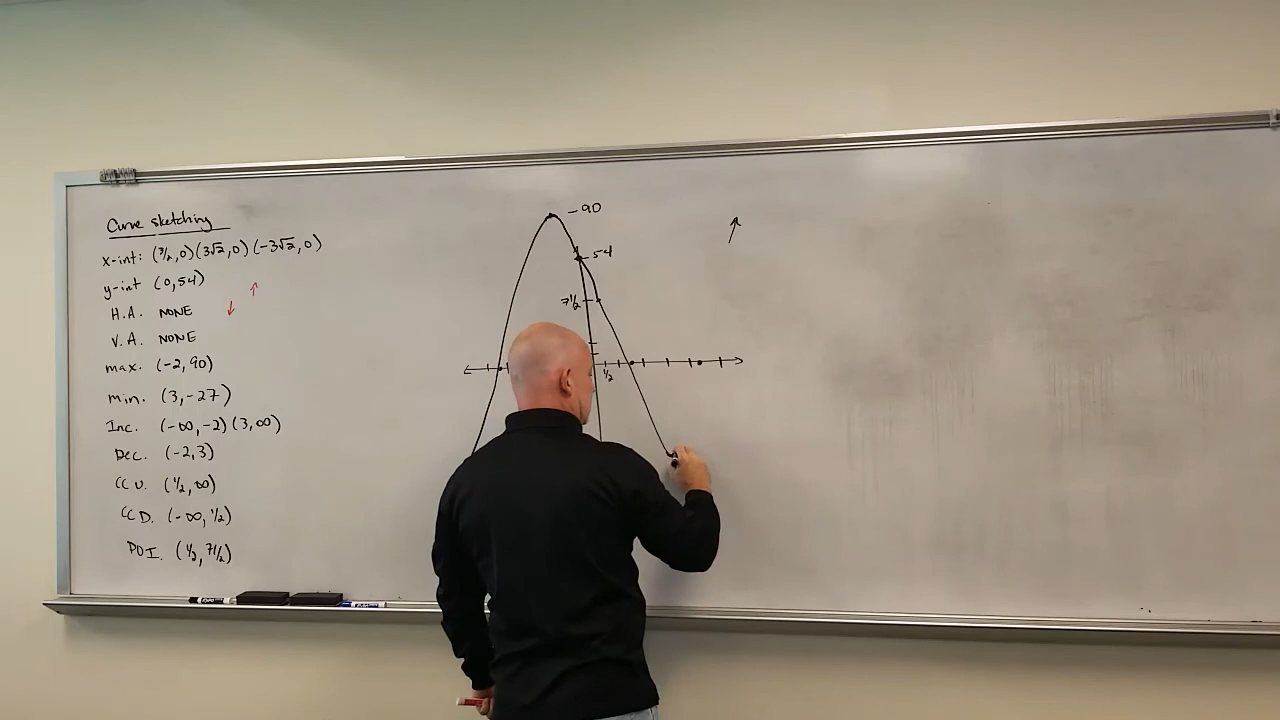 Curve sketching
x-int: (3/2,0)(3√2,0)(-3√2,0)
y-int (0,54)
H.A. NONE
V.A. NONE
max. (-2,90)
min. (3,-27)
Inc. (-∞,-2)(3,∞)
Dec. (-2,3)
CCU. (1/2,∞)
CCD. (-∞,1/2)
POI. (1/2,71/2)
-90
-54
71/2
1/2